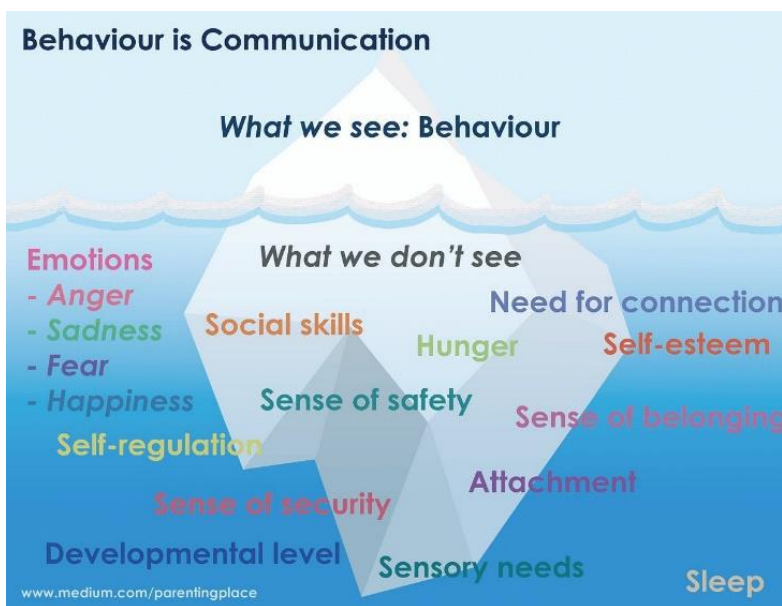 Behaviour is Communication
What we see: Behaviour
What we don't see
Emotions
- Anger
- Sadness
- Fear
- Happiness
Need for connection
Social skills
Hunger
Self-esteem
Sense of safety
Sense of belonging
Self-regulation
Attachment
Sense of security
Developmental level
Sensory needs
Sleep
www.medium.com/parentingplace